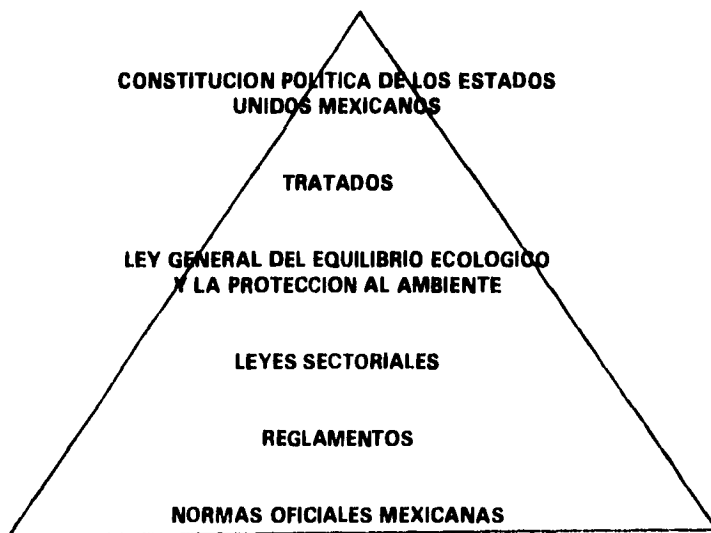 CONSTITUCION POLITICA DE LOS ESTADOS
UNIDOS MEXICANOS
TRATADOS
LEY GENERAL DEL EQUILIBRIO ECOLOGICO
Y LA PROTECCION AL AMBIENTE
LEYES SECTORIALES
REGLAMENTOS
NORMAS OFICIALES MEXICANAS